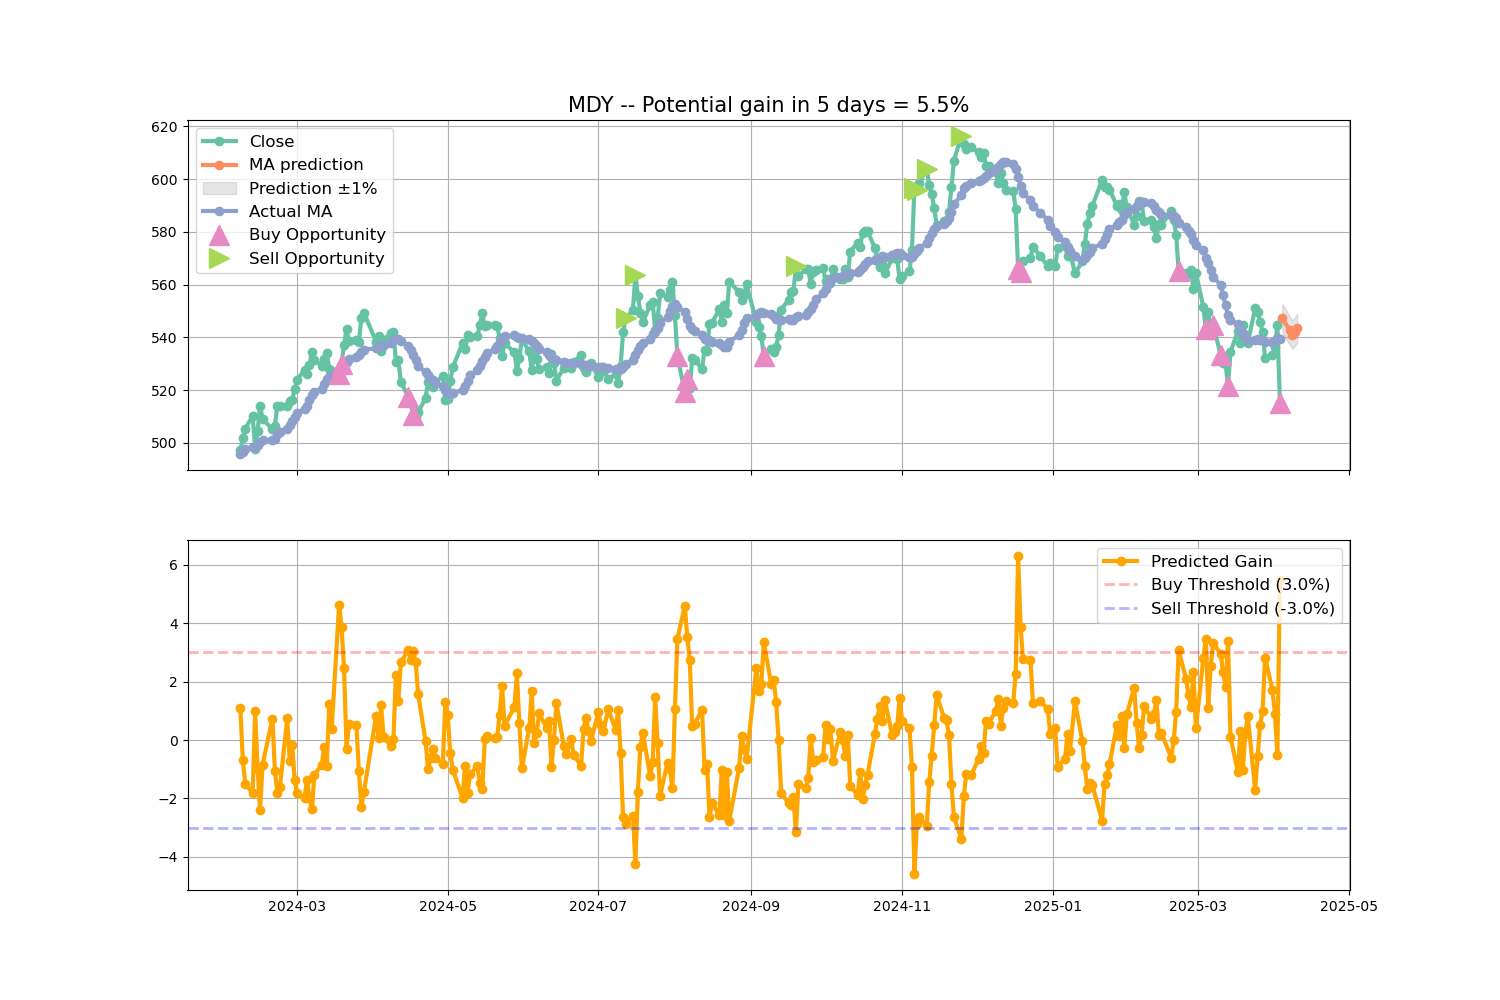 MDY -- Potential gain in 5 days = 5.5%
620
600
580
560
540
520
500
Close
MA prediction
Prediction ±1%
Actual MA
Buy Opportunity
Sell Opportunity
6
4
2
0
−2
−4
Predicted Gain
Buy Threshold (3.0%)
Sell Threshold (-3.0%)
2024-03
2024-05
2024-07
2024-09
2024-11
2025-01
2025-03
2025-05